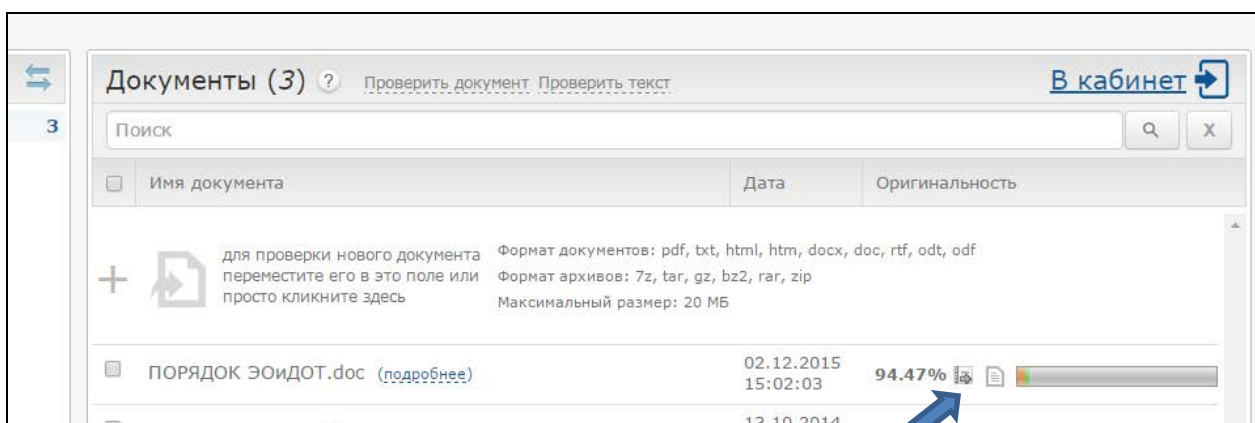 Документы (3) ? Проверить документ Проверить текст В кабинет
3
Поиск X
Имя документа Дата Оригинальность
для проверки нового документа
переместите его в это поле или
просто кликните здесь
Формат документов: pdf, txt, html, htm, docx, doc, rtf, odt, odf
Формат архивов: 7z, tar, gz, bz2, rar, zip
Максимальный размер: 20 МБ
ПОРЯДОК ЭОиДОТ.doc (подробнее) 02.12.2015
15:02:03 94.47%
13.10.2014